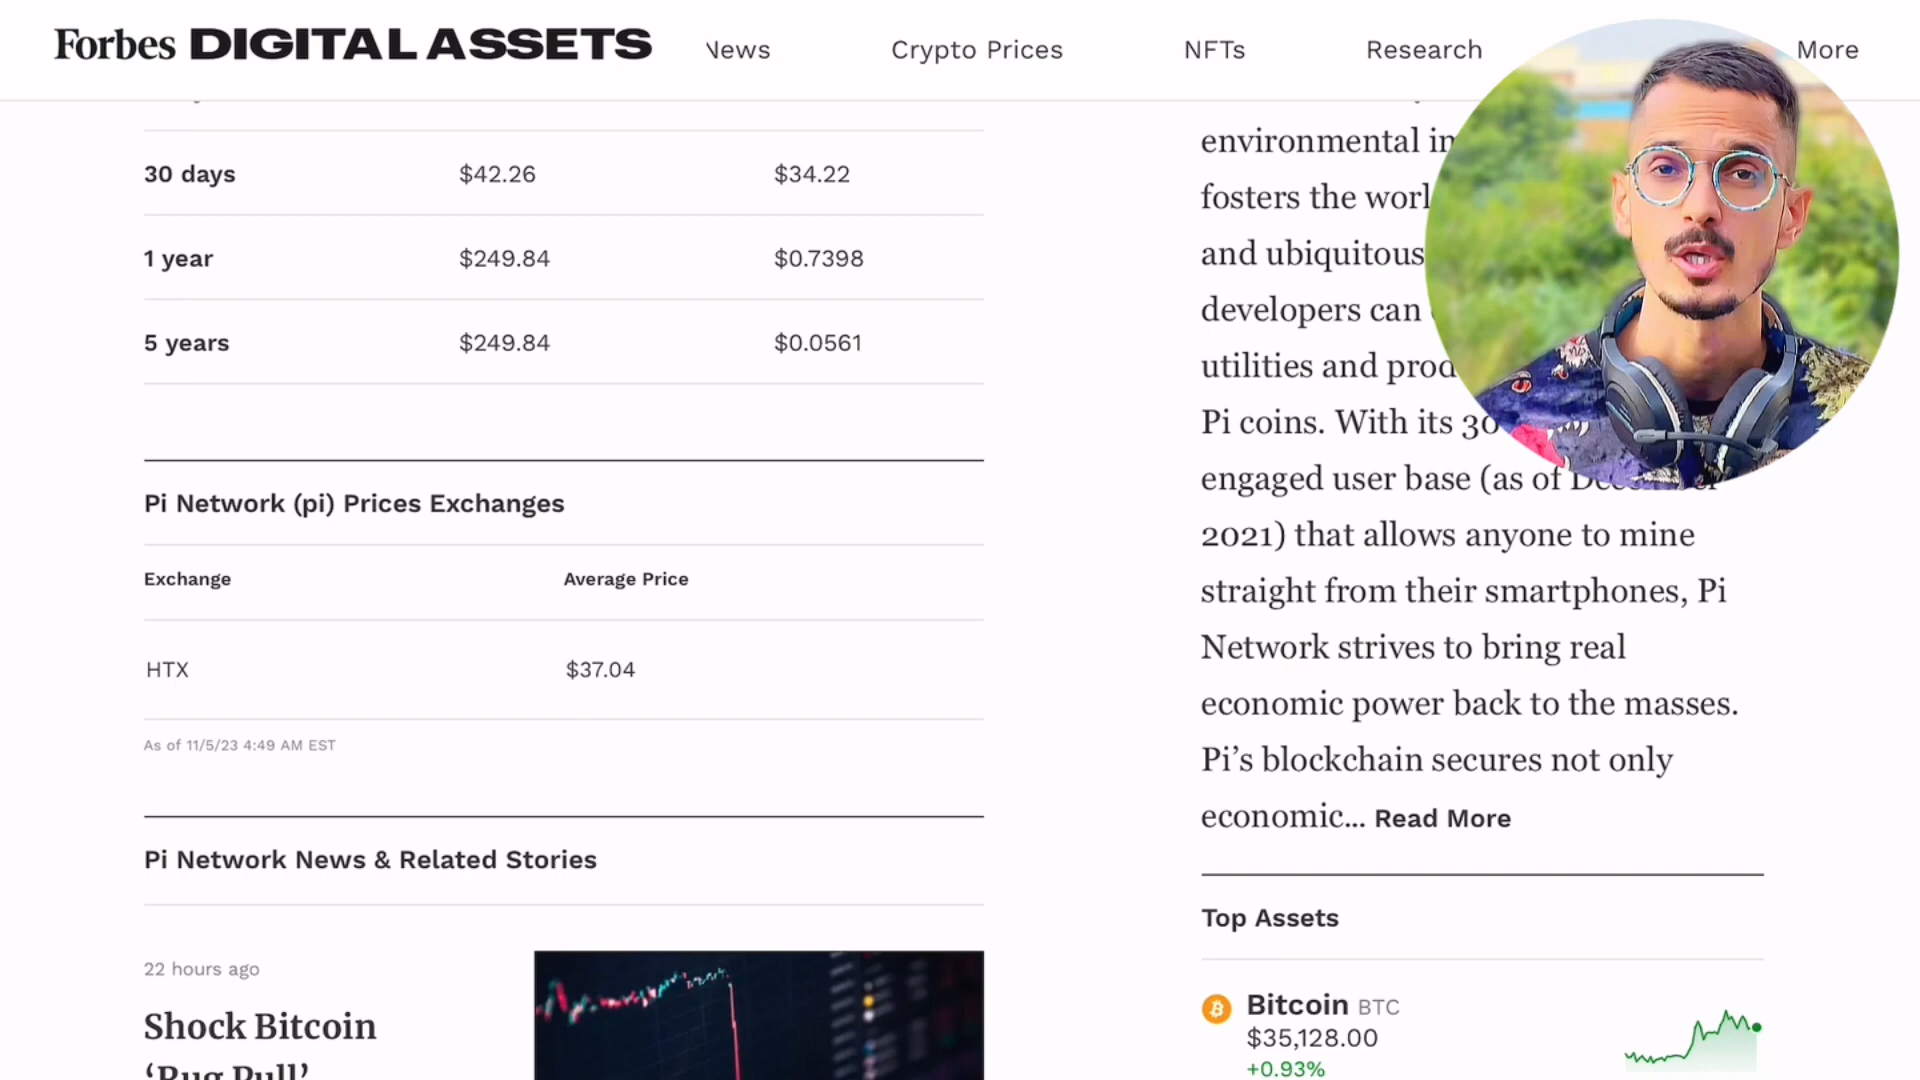 Forbes DIGITAL ASSETS
News
Crypto Prices
NFTs
Research
More
30 days $42.26 $34.22
1 year $249.84 $0.7398
5 years $249.84 $0.0561
Pi Network (pi) Prices Exchanges
Exchange Average Price
HTX $37.04
As of 11/5/23 4:49 AM EST
Pi Network News & Related Stories
22 hours ago
Shock Bitcoin
‘Rug Pull’
environmental
fosters the
and ubiquitous
developers can
utilities and
Pi coins. With its 30
engaged user base (as of December
2021) that allows anyone to mine
straight from their smartphones, Pi
Network strives to bring real
economic power back to the masses.
Pi’s blockchain secures not only
economic... Read More
Top Assets
Bitcoin BTC
$35,128.00
+0.93%